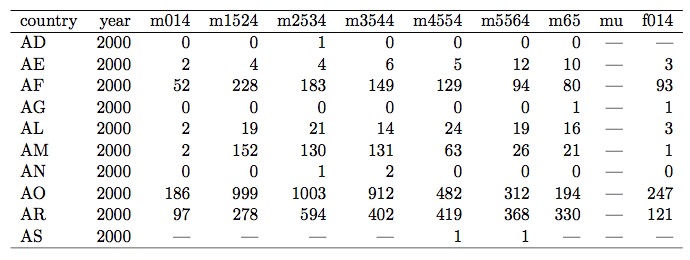 country year m014 m1524 m2534 m3544 m4554 m5564 m65 mu f014
AD 2000 0 0 1 0 0 0 0 — —
AE 2000 2 4 4 6 5 12 10 — 3
AF 2000 52 228 183 149 129 94 80 — 93
AG 2000 0 0 0 0 0 0 1 — 1
AL 2000 2 19 21 14 24 19 16 — 3
AM 2000 2 152 130 131 63 26 21 — 1
AN 2000 0 0 1 2 0 0 0 — 0
AO 2000 186 999 1003 912 482 312 194 — 247
AR 2000 97 278 594 402 419 368 330 — 121
AS 2000 — — — — 1 1 — — —